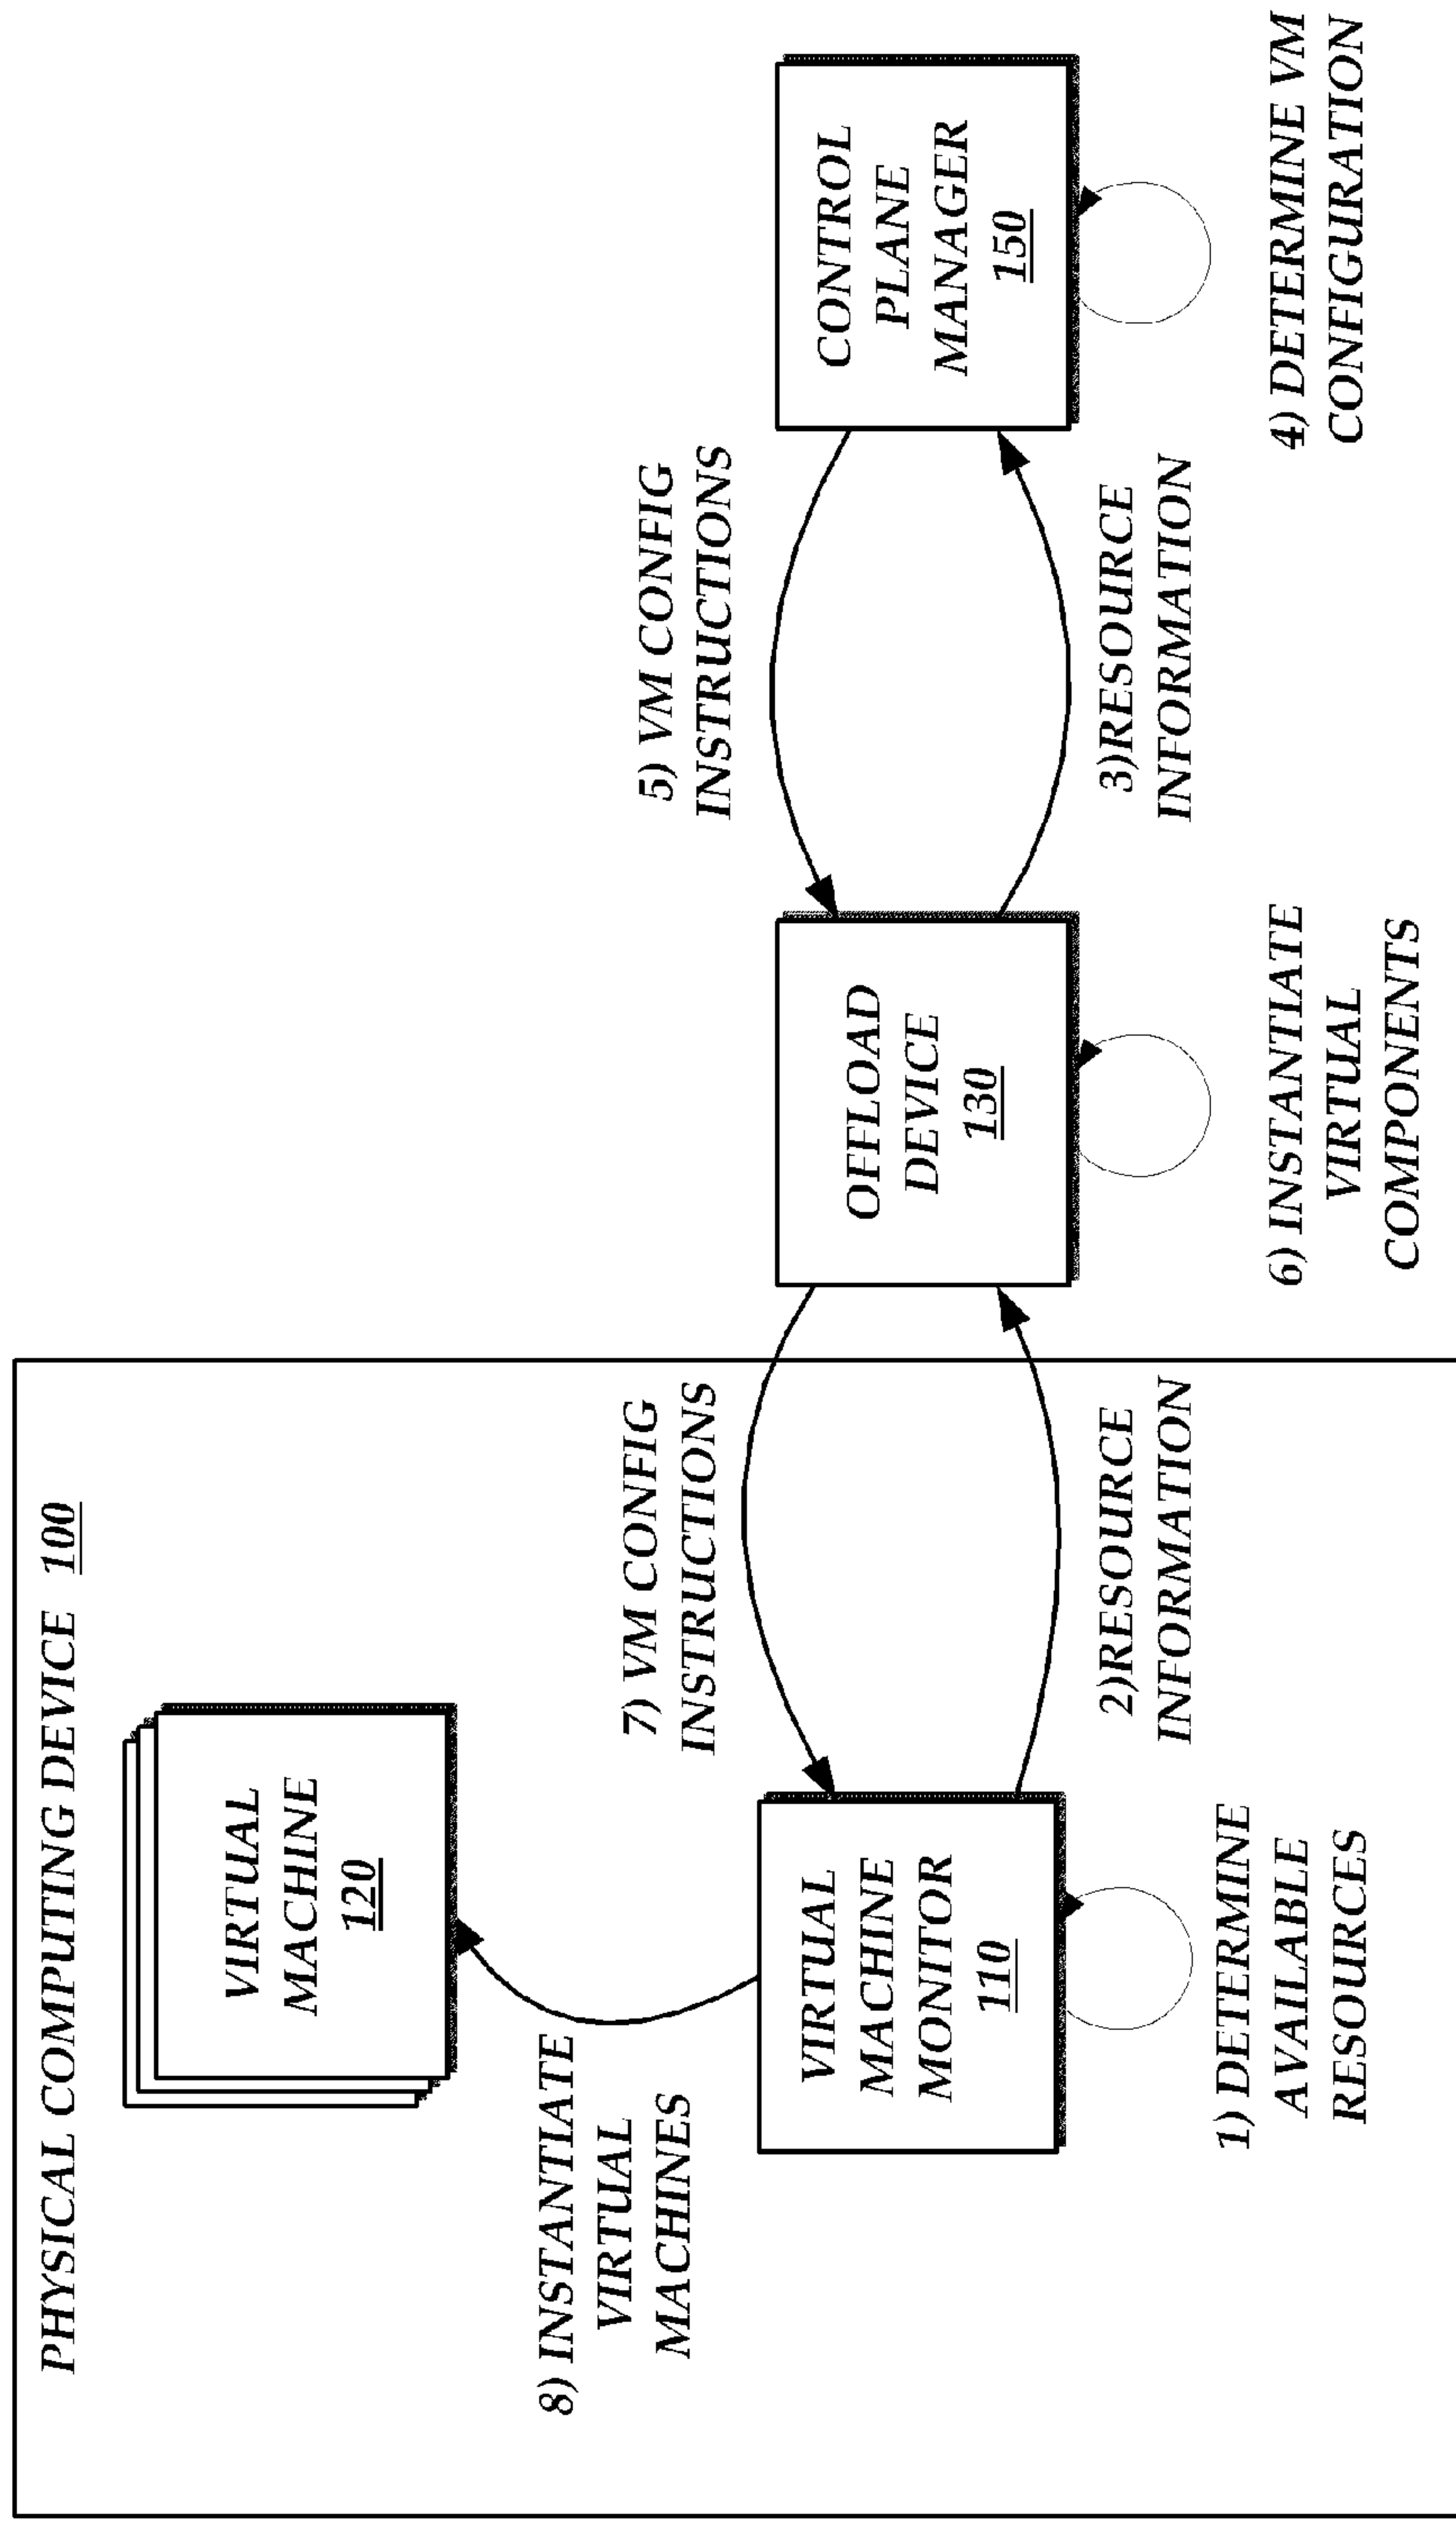 PHYSICAL COMPUTING DEVICE 100
VIRTUAL
MACHINE
120
8) INSTANTIATE
VIRTUAL
MACHINES
7) VM CONFIG
INSTRUCTIONS
5) VM CONFIG
INSTRUCTIONS
VIRTUAL
MACHINE
MONITOR
110
OFFLOAD
DEVICE
130
CONTROL
PLANE
MANAGER
150
2)RESOURCE
INFORMATION
3)RESOURCE
INFORMATION
1) DETERMINE
AVAILABLE
RESOURCES
6) INSTANTIATE
VIRTUAL
COMPONENTS
4) DETERMINE VM
CONFIGURATION